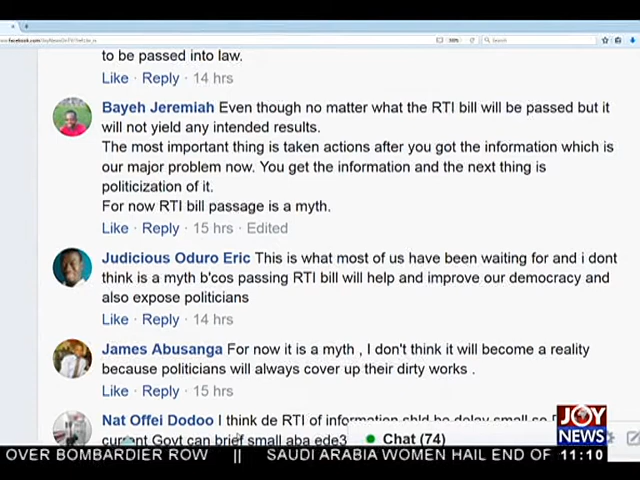 to be passed into law.
Like · Reply · 14 hrs
Bayeh Jeremiah Even though no matter what the RTI bill will be passed but it
will not yield any intended results.
The most important thing is taken actions after you got the information which is
our major problem now. You get the information and the next thing is
politicization of it.
For now RTI bill passage is a myth.
Like · Reply · 15 hrs · Edited
Judicious Oduro Eric This is what most of us have been waiting for and i dont
think is a myth b'cos passing RTI bill will help and improve our democracy and
also expose politicians
Like · Reply · 14 hrs
James Abusanga For now it is a myth , I don't think it will become a reality
because politicians will always cover up their dirty works .
Like · Reply · 15 hrs
Nat Offei Dodoo I think de RTI of information shld be delay small so
current Govt can brief small aba ede3
Chat (74)
JOY
NEWS
OVER BOMBARDIER ROW || SAUDI ARABIA WOMEN HAIL END OF
11:10